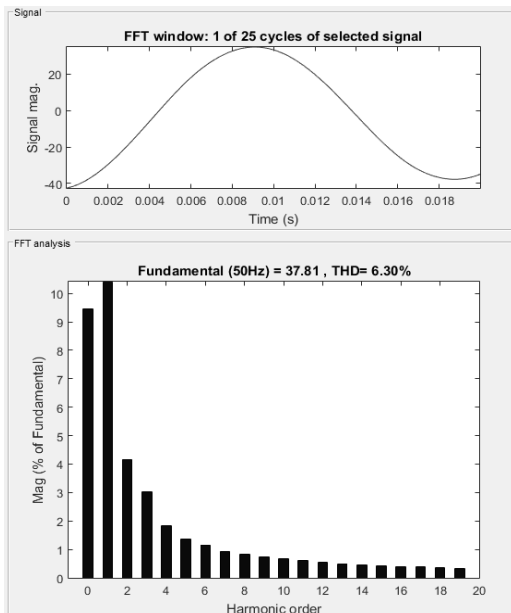 Signal
FFT window: 1 of 25 cycles of selected signal
Signal mag.
20
0
-20
-40
0 0.002 0.004 0.006 0.008 0.01 0.012 0.014 0.016 0.018
Time (s)
FFT analysis
Fundamental (50Hz) = 37.81 , THD= 6.30%
Mag (% of Fundamental)
10
9
8
7
6
5
4
3
2
1
0
0 2 4 6 8 10 12 14 16 18 20
Harmonic order